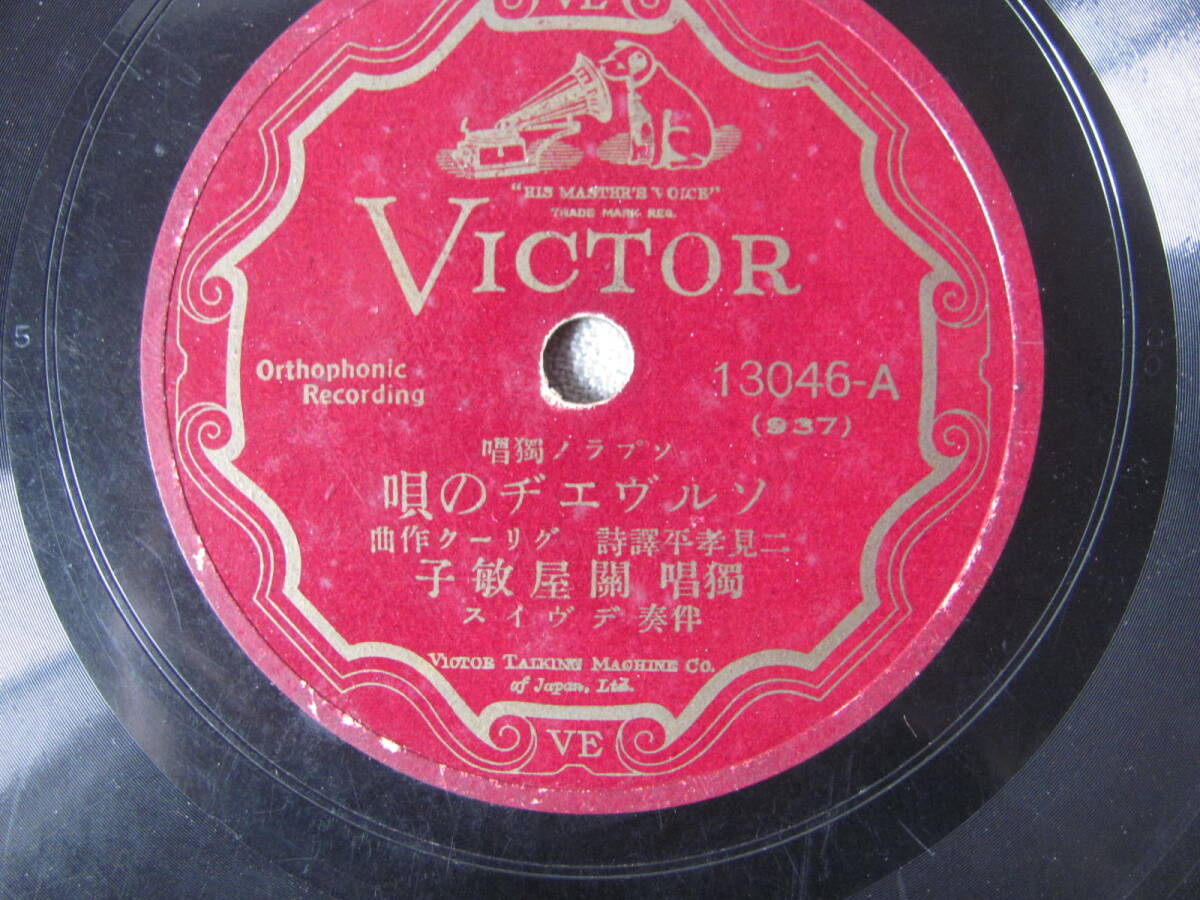 VE
"HIS MASTER'S VOICE"
TRADE MARK REG.
VICTOR
Orthophonic
Recording
13046-A
(937)
ソプラノ獨唱
ソルヴエヂの唄
二見孝平譯詩 グリーク作曲
獨唱 關屋敏子
伴奏 デヴイス
VICTOR TALKING MACHINE CO.
of Japan, Ltd.
VE
5